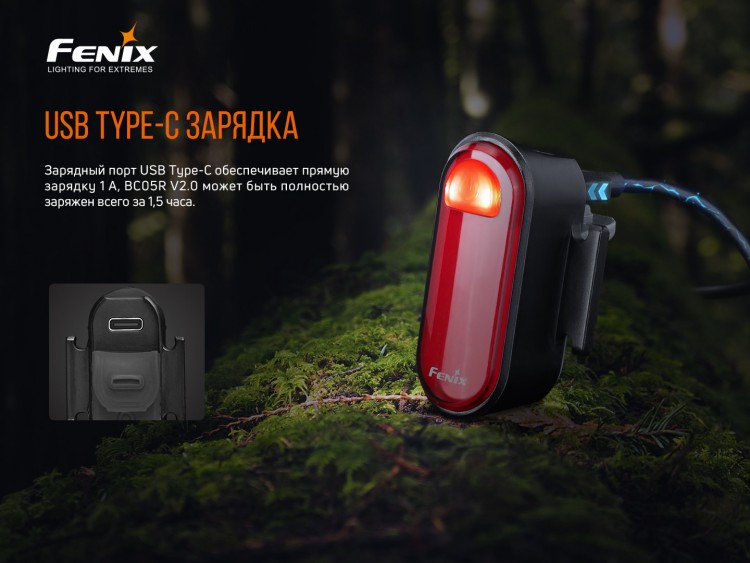 FENIX
LIGHTING FOR EXTREMES
USB TYPE-C ЗАРЯДКА
Зарядный порт USB Type-C обеспечивает прямую
зарядку 1 А, BC05R V2.0 может быть полностью
заряжен всего за 1,5 часа.
FENIX